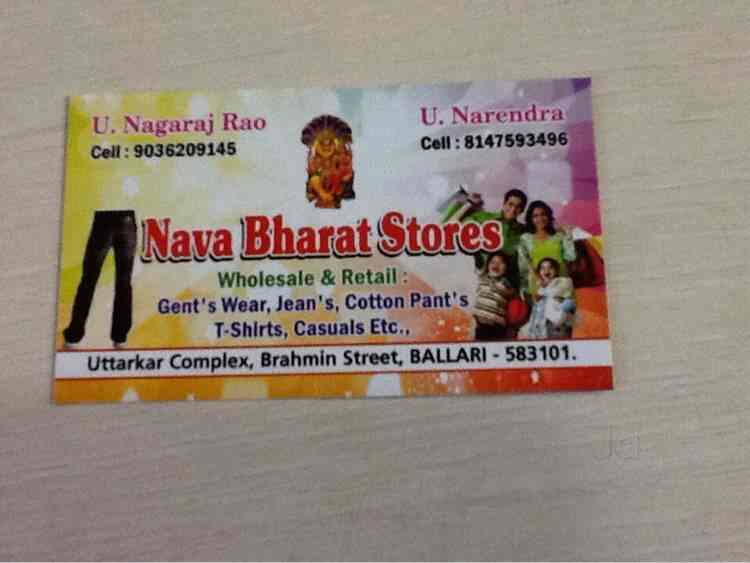 U. Nagaraj Rao
Cell : 9036209145
U. Narendra
Cell : 8147593496
Nava Bharat Stores
Wholesale & Retail :
Gent's Wear, Jean's, Cotton Pant's
T-Shirts, Casuals Etc.,
Uttarkar Complex, Brahmin Street, BALLARI - 583101.
Jd